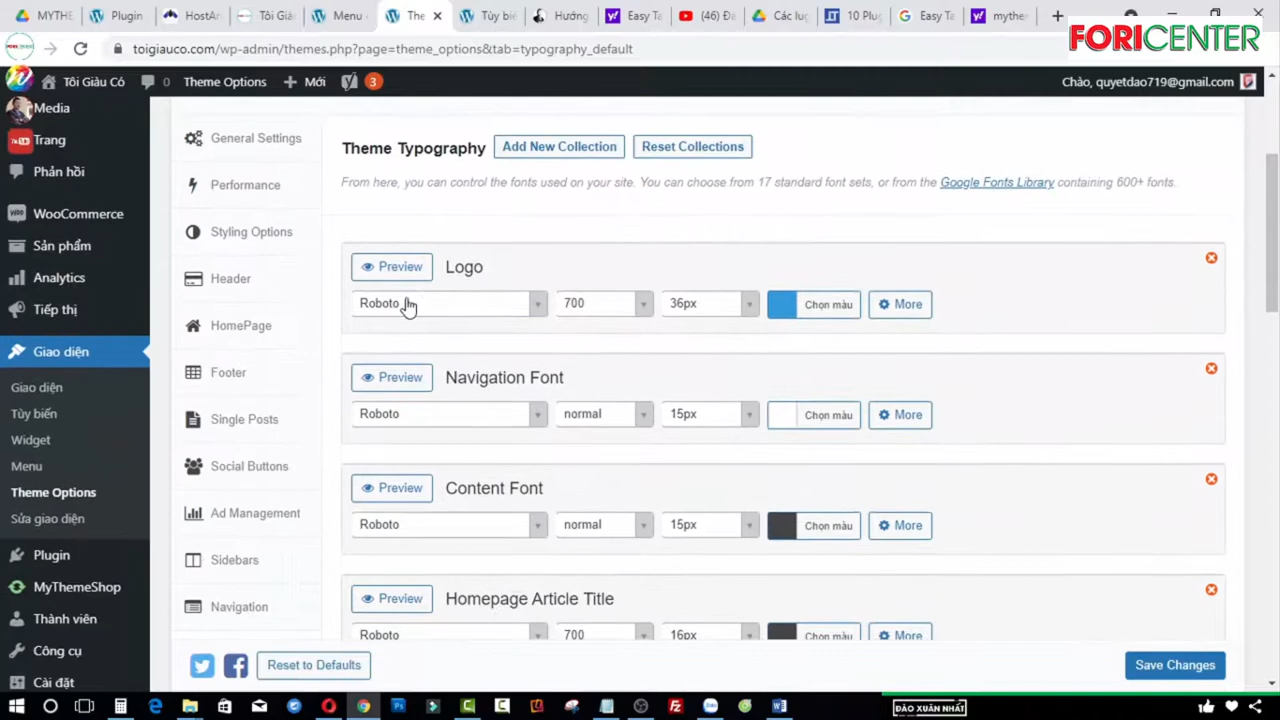 MYTHE
Plugin
HostAr
Tôi Già
Menu
The
Tùy biế
Hướng
Easy Ta
(46) Đà
Các lu
10 Plu
Easy Ta
mythe
toigiauco.com/wp-admin/themes.php?page=theme_options&tab=typography_default
FORICENTER
Tôi Giàu Có
0
Theme Options
Mới
3
Chào, quyetdao719@gmail.com
Media
Trang
Phản hồi
WooCommerce
Sản phẩm
Analytics
Tiếp thị
Giao diện
Giao diện
Tùy biến
Widget
Menu
Theme Options
Sửa giao diện
Plugin
MyThemeShop
Thành viên
Công cụ
Cài đặt
General Settings
Performance
Styling Options
Header
HomePage
Footer
Single Posts
Social Buttons
Ad Management
Sidebars
Navigation
Theme Typography
Add New Collection
Reset Collections
From here, you can control the fonts used on your site. You can choose from 17 standard font sets, or from the Google Fonts Library containing 600+ fonts.
Preview
Logo
Roboto
700
36px
Chọn màu
More
Preview
Navigation Font
Roboto
normal
15px
Chọn màu
More
Preview
Content Font
Roboto
normal
15px
Chọn màu
More
Preview
Homepage Article Title
Roboto
700
16px
Chọn màu
More
Reset to Defaults
Save Changes
ĐÀO XUÂN NHẤT